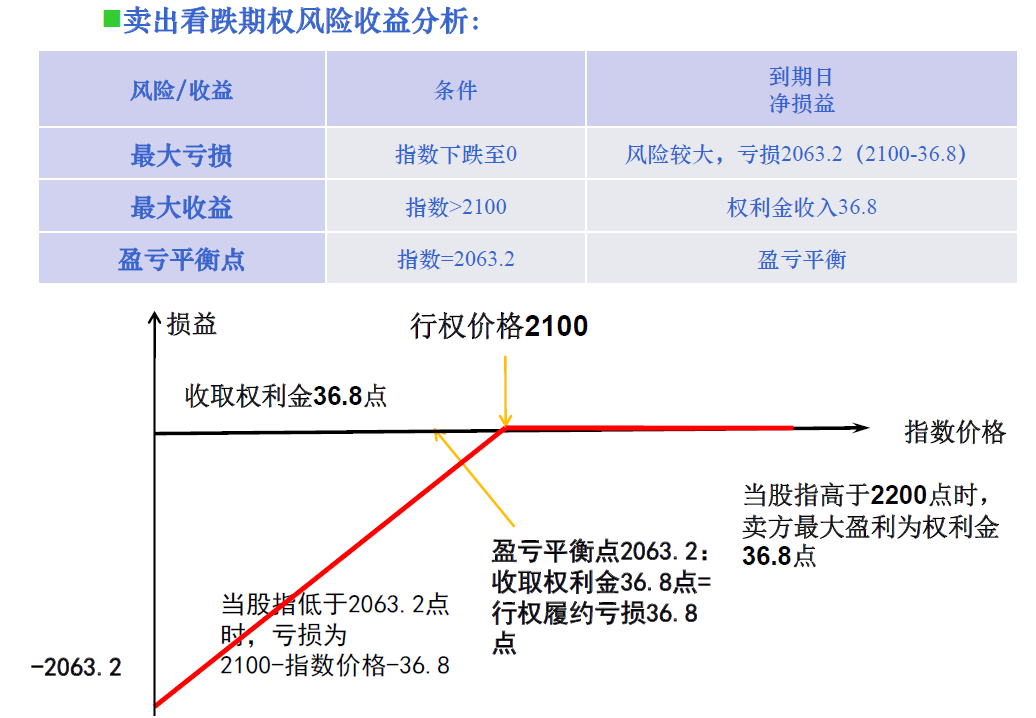 卖出看跌期权风险收益分析：
风险/收益
条件
到期日
净损益
最大亏损
指数下跌至0
风险较大，亏损2063.2（2100-36.8）
最大收益
指数>2100
权利金收入36.8
盈亏平衡点
指数=2063.2
盈亏平衡
损益
行权价格2100
收取权利金36.8点
指数价格
当股指高于2200点时，
卖方最大盈利为权利金
36.8点
盈亏平衡点2063.2：
收取权利金36.8点=
行权履约亏损36.8
点
当股指低于2063.2点
时，亏损为
2100-指数价格-36.8
-2063.2